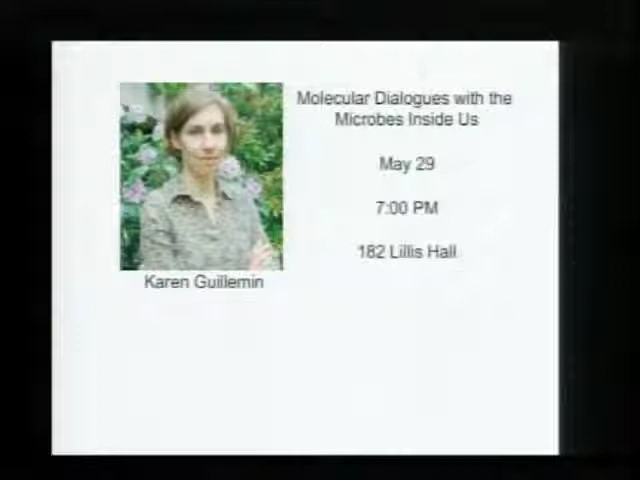 Molecular Dialogues with the
Microbes Inside Us
May 29
7:00 PM
182 Lillis Hall
Karen Guillemin